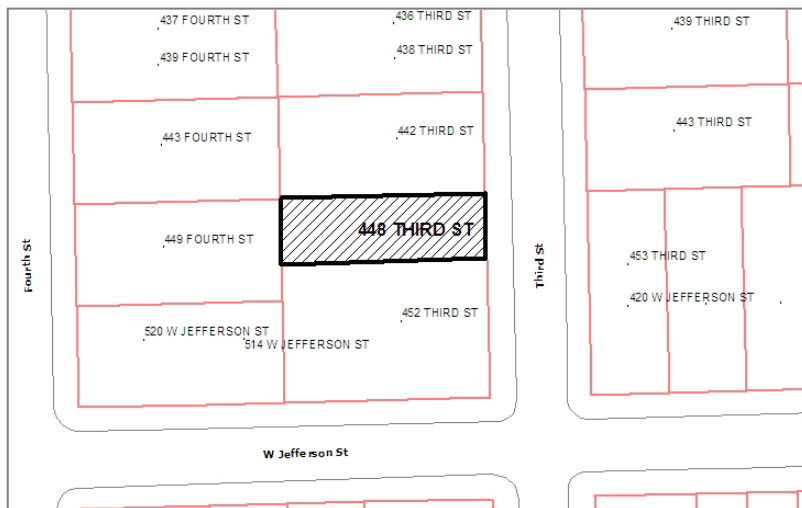 437 FOURTH ST
436 THIRD ST
439 THIRD ST
439 FOURTH ST
438 THIRD ST
443 FOURTH ST
442 THIRD ST
443 THIRD ST
449 FOURTH ST
448 THIRD ST
453 THIRD ST
Fourth St
Third St
420 W JEFFERSON ST
452 THIRD ST
520 W JEFFERSON ST
514 W JEFFERSON ST
W Jefferson St